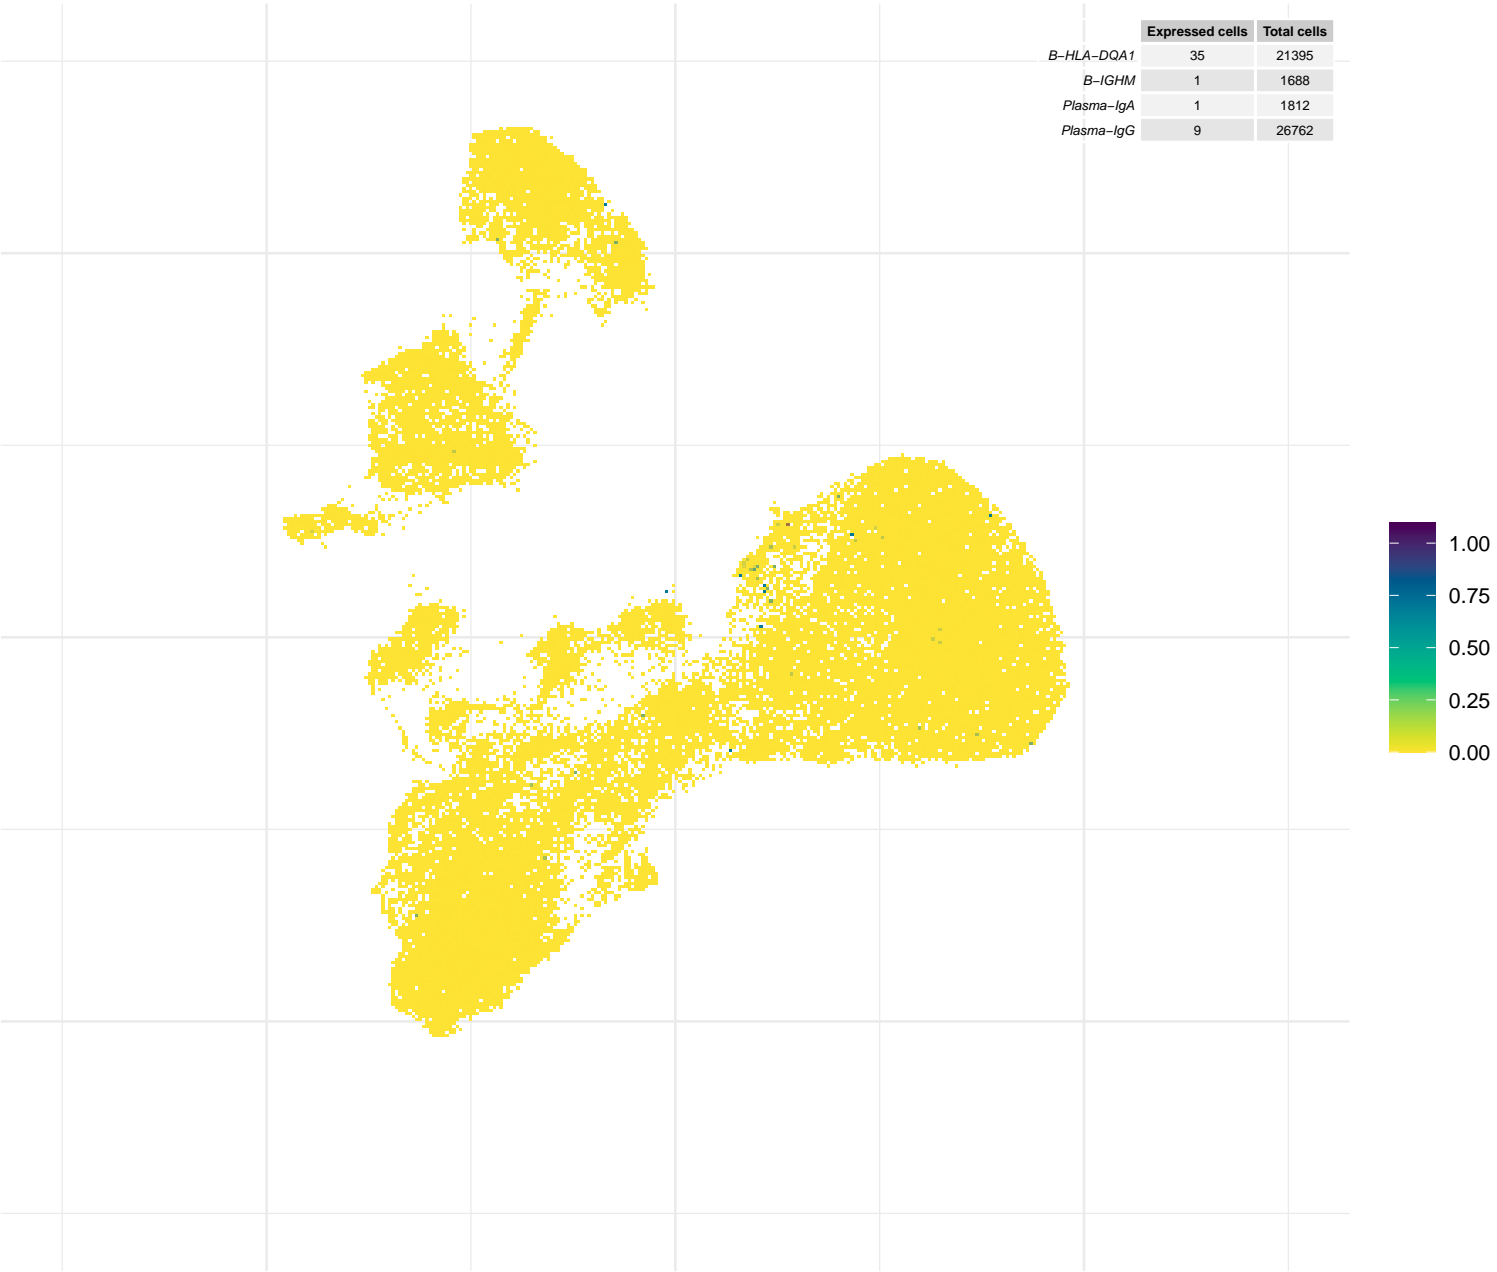 Expressed cells Total cells
B−HLA−DQA1 35 21395
B−IGHM 1 1688
Plasma−IgA 1 1812
Plasma−IgG 9 26762
1.00
0.75
0.50
0.25
0.00